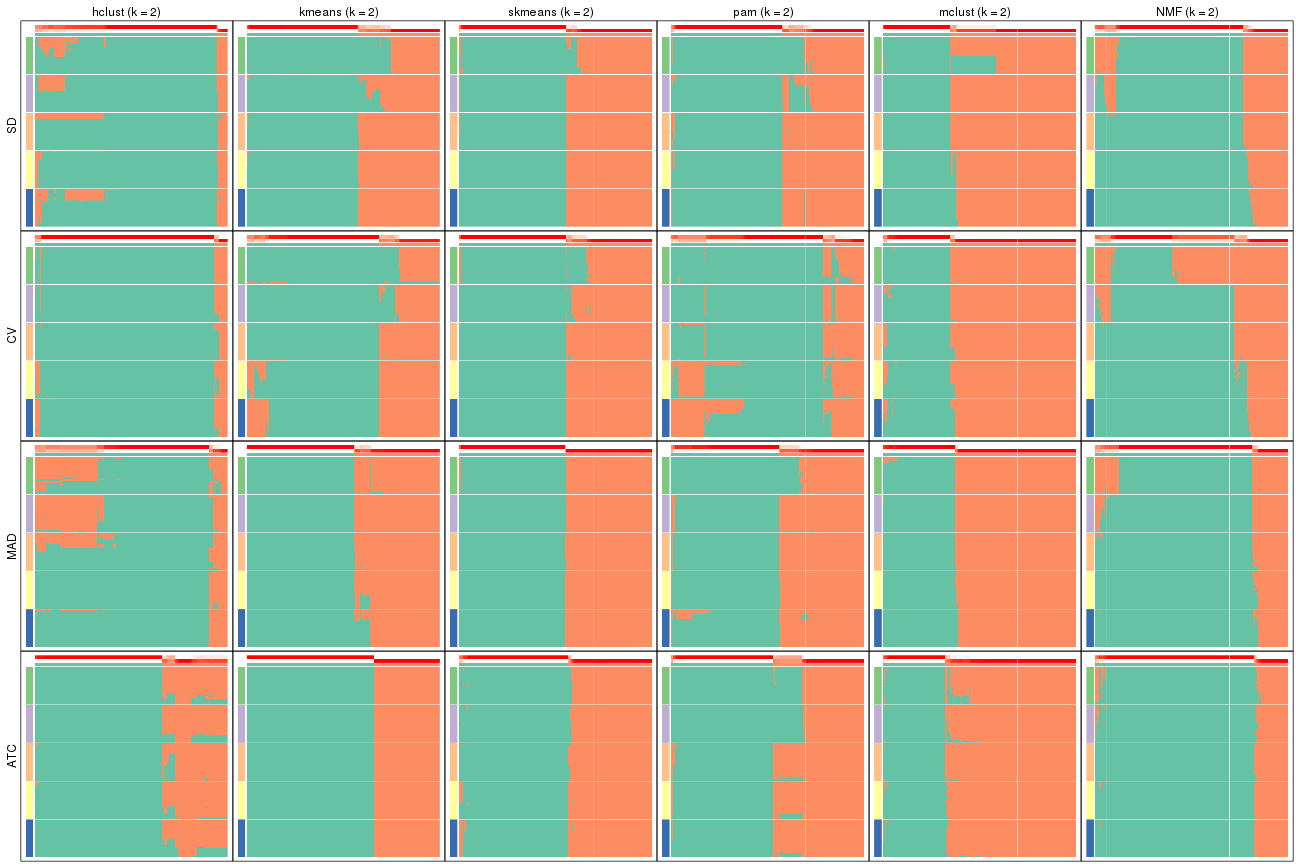 hclust (k = 2)
kmeans (k = 2)
skmeans (k = 2)
pam (k = 2)
mclust (k = 2)
NMF (k = 2)
SD
CV
MAD
ATC